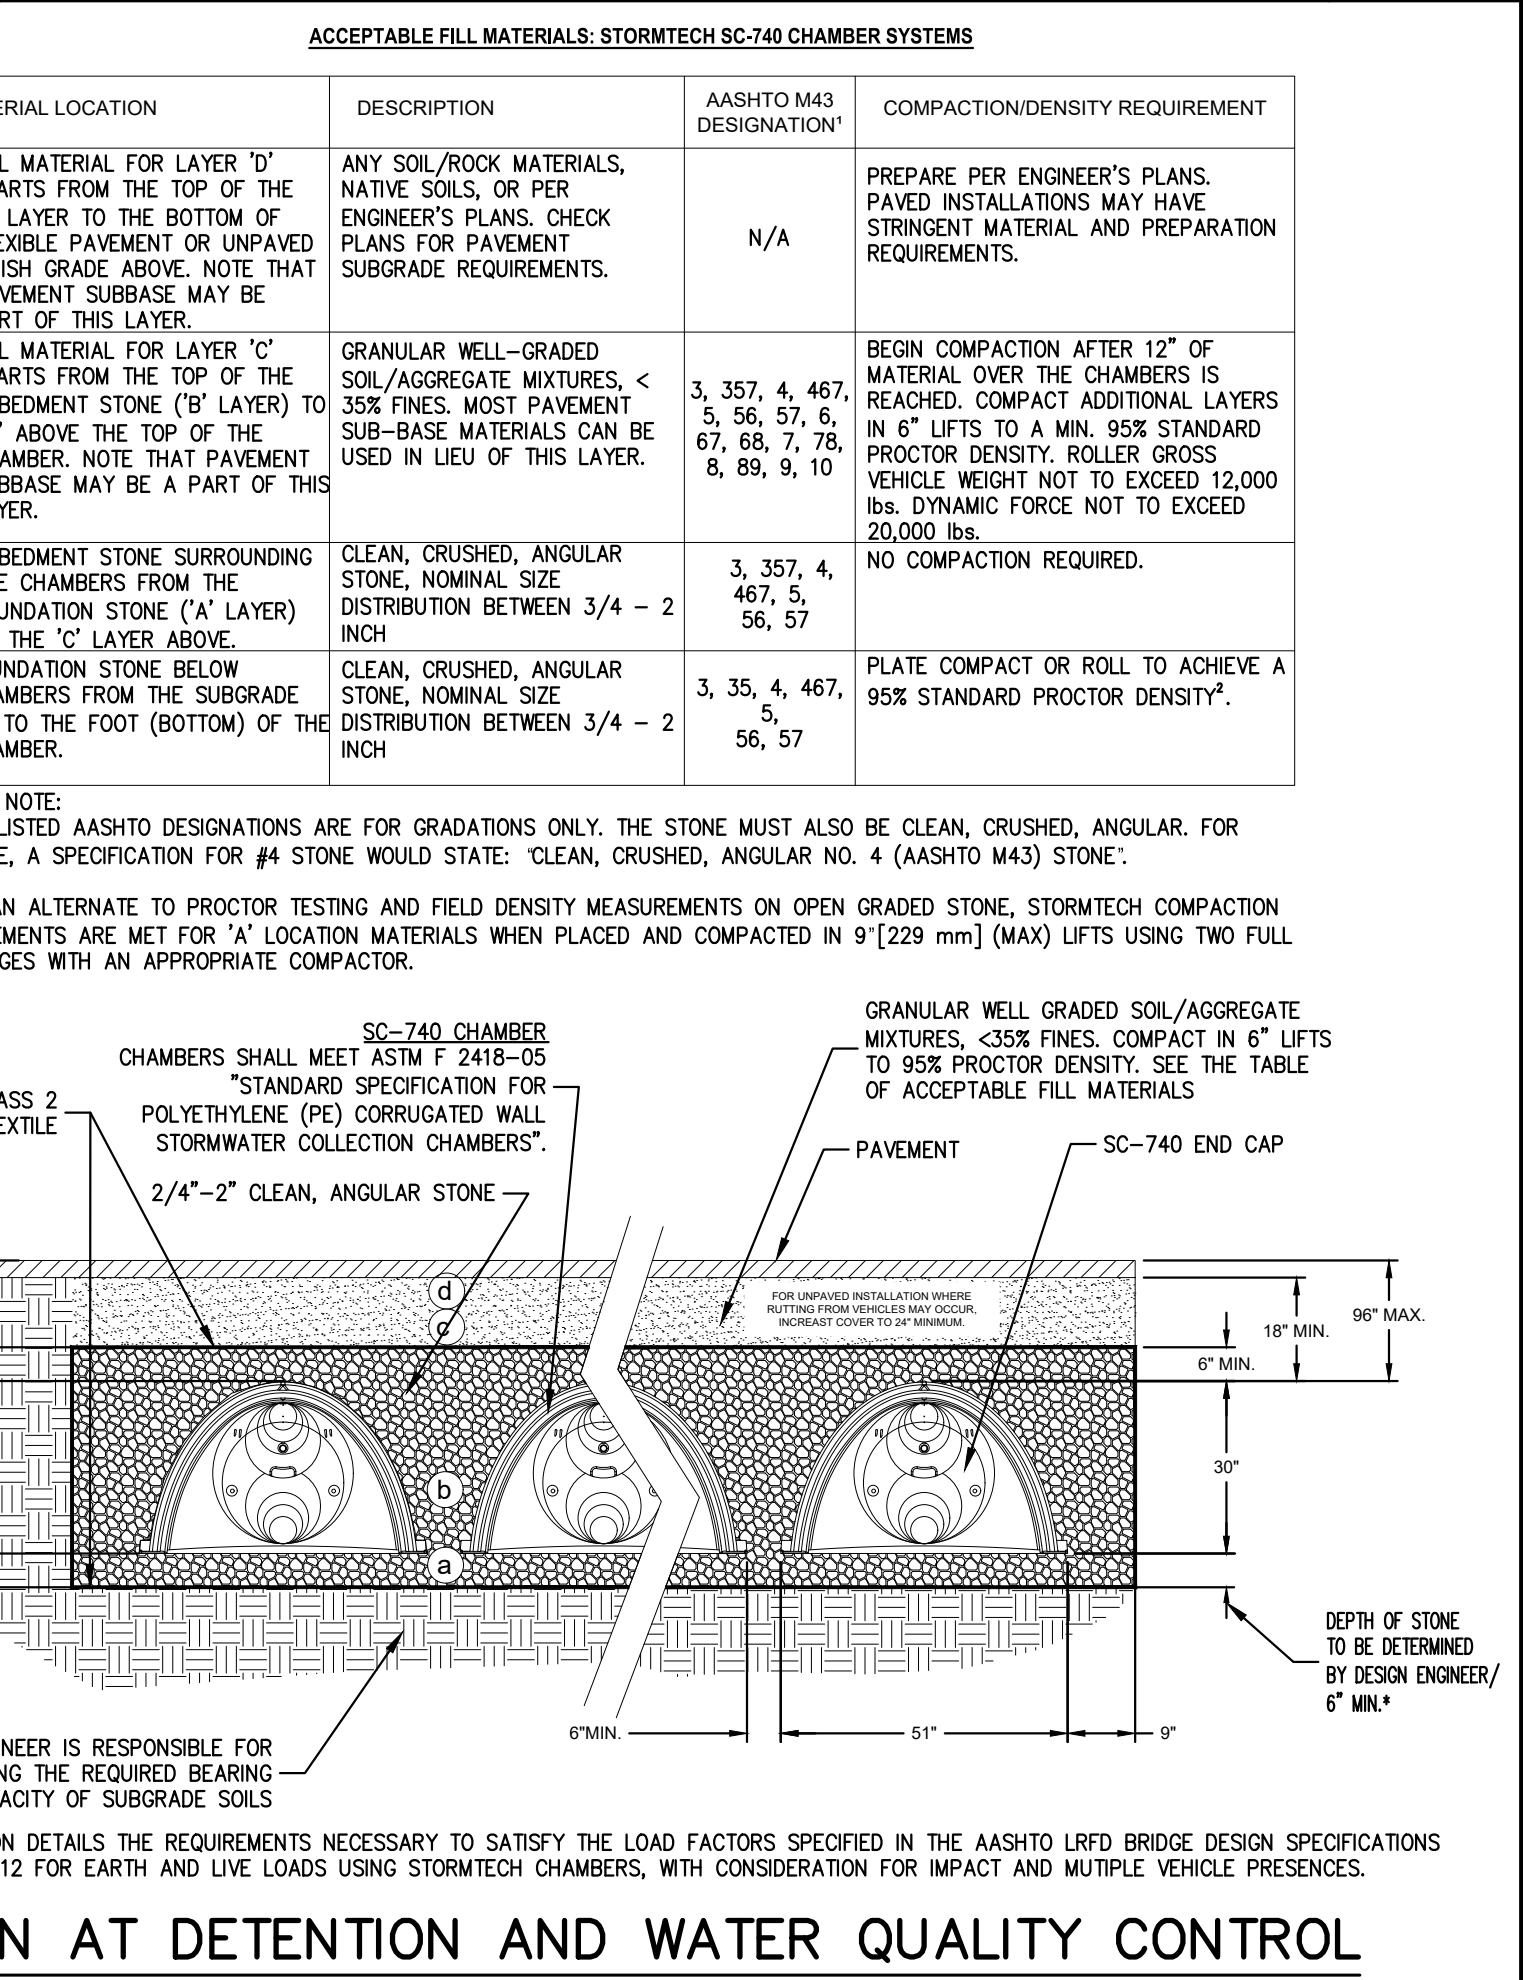 ACCEPTABLE FILL MATERIALS: STORMTECH SC-740 CHAMBER SYSTEMS
ERIAL LOCATION
DESCRIPTION
AASHTO M43
DESIGNATION¹
COMPACTION/DENSITY REQUIREMENT
L MATERIAL FOR LAYER 'D'
ARTS FROM THE TOP OF THE
LAYER TO THE BOTTOM OF
EXIBLE PAVEMENT OR UNPAVED
ISH GRADE ABOVE. NOTE THAT
VEMENT SUBBASE MAY BE
RT OF THIS LAYER.
ANY SOIL/ROCK MATERIALS,
NATIVE SOILS, OR PER
ENGINEER'S PLANS. CHECK
PLANS FOR PAVEMENT
SUBGRADE REQUIREMENTS.
N/A
PREPARE PER ENGINEER'S PLANS.
PAVED INSTALLATIONS MAY HAVE
STRINGENT MATERIAL AND PREPARATION
REQUIREMENTS.
L MATERIAL FOR LAYER 'C'
ARTS FROM THE TOP OF THE
BEDMENT STONE ('B' LAYER) TO
" ABOVE THE TOP OF THE
AMBER. NOTE THAT PAVEMENT
BBASE MAY BE A PART OF THIS
YER.
GRANULAR WELL-GRADED
SOIL/AGGREGATE MIXTURES, <
35% FINES. MOST PAVEMENT
SUB-BASE MATERIALS CAN BE
USED IN LIEU OF THIS LAYER.
3, 357, 4, 467,
5, 56, 57, 6,
67, 68, 7, 78,
8, 89, 9, 10
BEGIN COMPACTION AFTER 12" OF
MATERIAL OVER THE CHAMBERS IS
REACHED. COMPACT ADDITIONAL LAYERS
IN 6" LIFTS TO A MIN. 95% STANDARD
PROCTOR DENSITY. ROLLER GROSS
VEHICLE WEIGHT NOT TO EXCEED 12,000
lbs. DYNAMIC FORCE NOT TO EXCEED
20,000 lbs.
BEDMENT STONE SURROUNDING
E CHAMBERS FROM THE
UNDATION STONE ('A' LAYER)
THE 'C' LAYER ABOVE.
CLEAN, CRUSHED, ANGULAR
STONE, NOMINAL SIZE
DISTRIBUTION BETWEEN 3/4 - 2
INCH
3, 357, 4,
467, 5,
56, 57
NO COMPACTION REQUIRED.
UNDATION STONE BELOW
AMBERS FROM THE SUBGRADE
TO THE FOOT (BOTTOM) OF THE
AMBER.
CLEAN, CRUSHED, ANGULAR
STONE, NOMINAL SIZE
DISTRIBUTION BETWEEN 3/4 - 2
INCH
3, 35, 4, 467,
5,
56, 57
PLATE COMPACT OR ROLL TO ACHIEVE A
95% STANDARD PROCTOR DENSITY².
NOTE:
LISTED AASHTO DESIGNATIONS ARE FOR GRADATIONS ONLY. THE STONE MUST ALSO BE CLEAN, CRUSHED, ANGULAR. FOR
E, A SPECIFICATION FOR #4 STONE WOULD STATE: "CLEAN, CRUSHED, ANGULAR NO. 4 (AASHTO M43) STONE".
AN ALTERNATE TO PROCTOR TESTING AND FIELD DENSITY MEASUREMENTS ON OPEN GRADED STONE, STORMTECH COMPACTION
EMENTS ARE MET FOR 'A' LOCATION MATERIALS WHEN PLACED AND COMPACTED IN 9"[229 mm] (MAX) LIFTS USING TWO FULL
GES WITH AN APPROPRIATE COMPACTOR.
GRANULAR WELL GRADED SOIL/AGGREGATE
MIXTURES, <35% FINES. COMPACT IN 6" LIFTS
TO 95% PROCTOR DENSITY. SEE THE TABLE
OF ACCEPTABLE FILL MATERIALS
SC-740 CHAMBER
CHAMBERS SHALL MEET ASTM F 2418-05
"STANDARD SPECIFICATION FOR
POLYETHYLENE (PE) CORRUGATED WALL
STORMWATER COLLECTION CHAMBERS".
ASS 2
EXTILE
PAVEMENT
SC-740 END CAP
2/4"-2" CLEAN, ANGULAR STONE
d
c
FOR UNPAVED INSTALLATION WHERE
RUTTING FROM VEHICLES MAY OCCUR,
INCREAST COVER TO 24" MINIMUM.
96" MAX.
18" MIN.
6" MIN.
30"
b
a
DEPTH OF STONE
TO BE DETERMINED
BY DESIGN ENGINEER/
6" MIN.*
6"MIN.
51"
9"
NEER IS RESPONSIBLE FOR
NG THE REQUIRED BEARING
ACITY OF SUBGRADE SOILS
ON DETAILS THE REQUIREMENTS NECESSARY TO SATISFY THE LOAD FACTORS SPECIFIED IN THE AASHTO LRFD BRIDGE DESIGN SPECIFICATIONS
12 FOR EARTH AND LIVE LOADS USING STORMTECH CHAMBERS, WITH CONSIDERATION FOR IMPACT AND MUTIPLE VEHICLE PRESENCES.
N AT DETENTION AND WATER QUALITY CONTROL